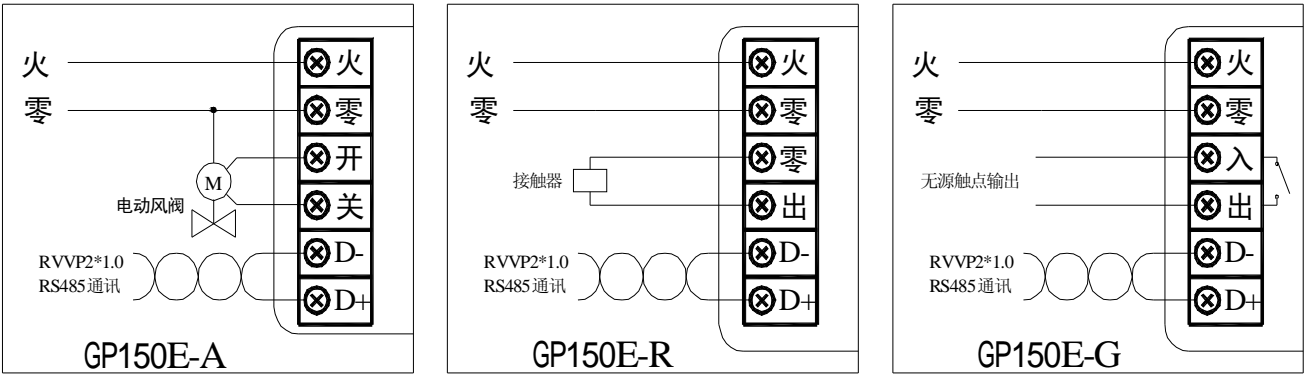 火
零
M
电动风阀
RVVP2*1.0
RS485通讯
火
零
开
关
D-
D+
GP150E-A
火
零
接触器
RVVP2*1.0
RS485通讯
火
零
零
出
D-
D+
GP150E-R
火
零
无源触点输出
RVVP2*1.0
RS485通讯
火
零
入
出
D-
D+
GP150E-G